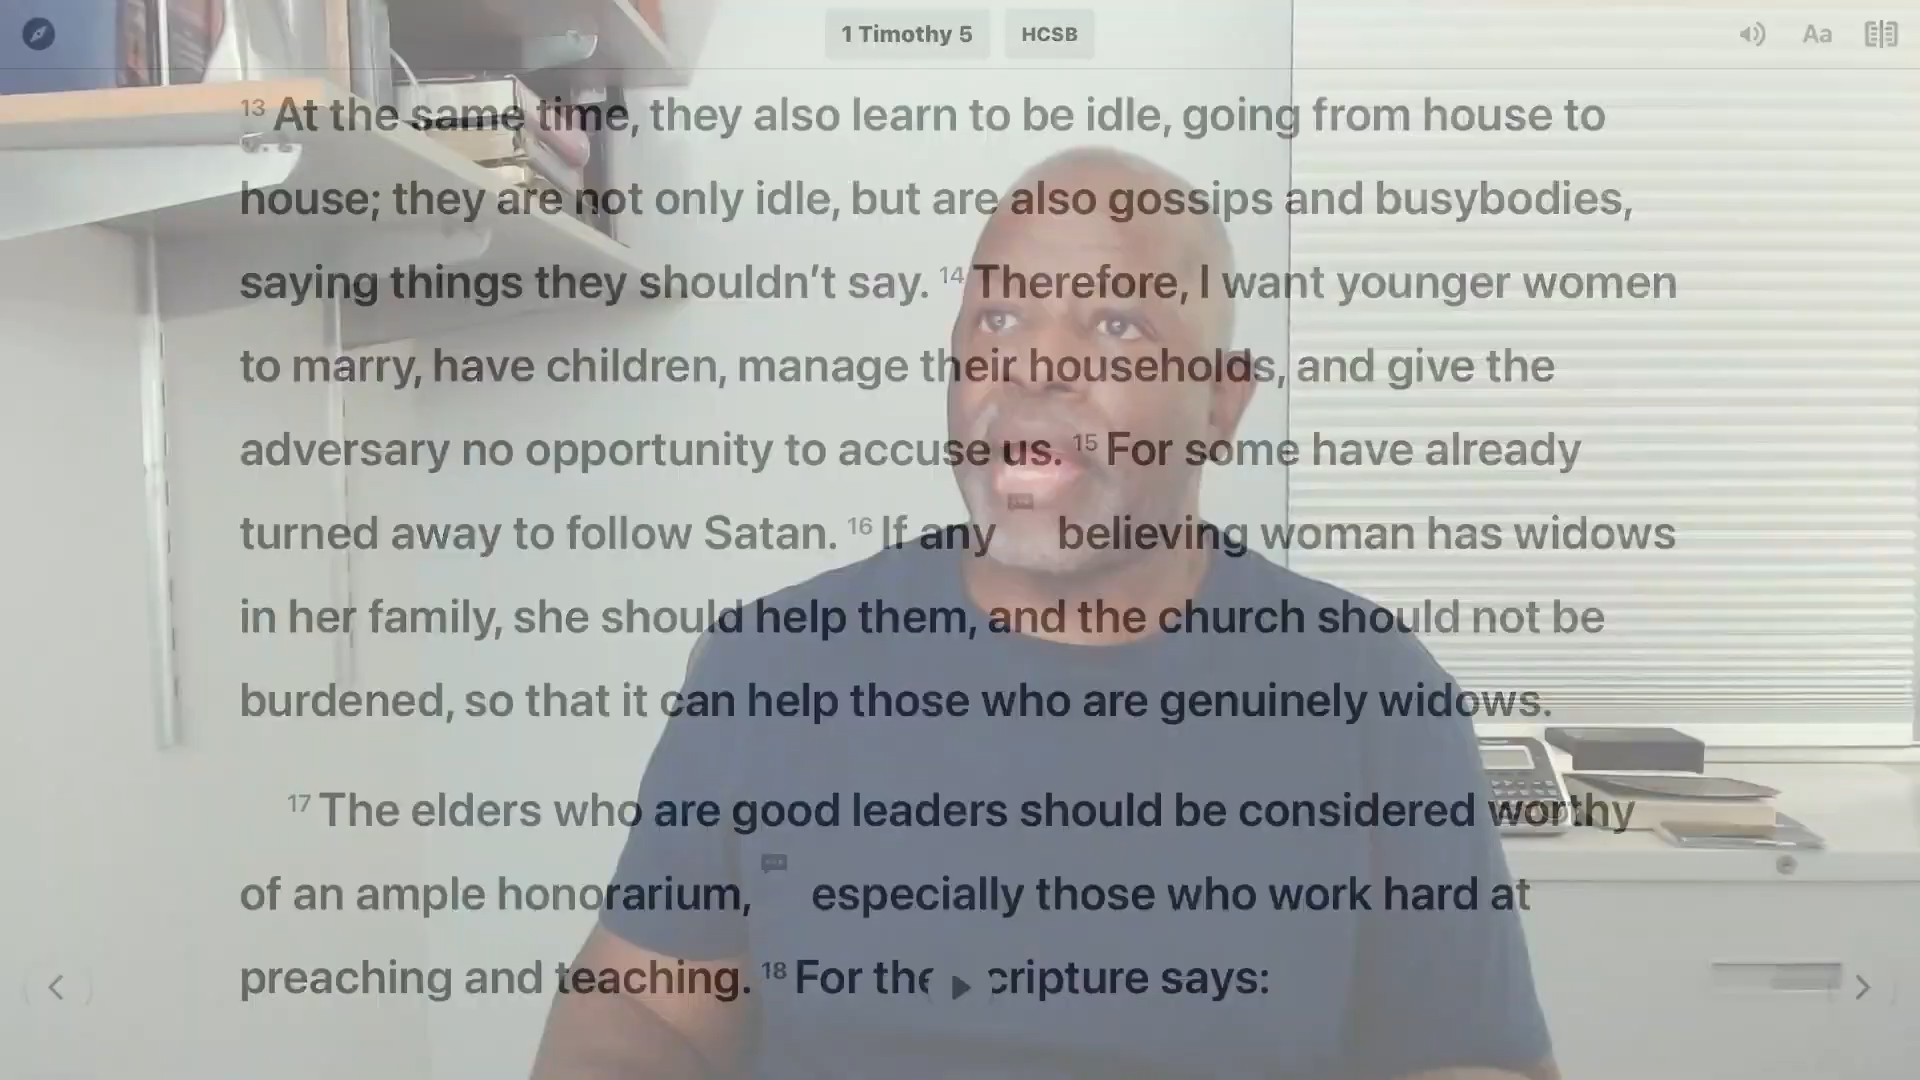 1 Timothy 5 HCSB Aa
13 At the same time, they also learn to be idle, going from house to
house; they are not only idle, but are also gossips and busybodies,
saying things they shouldn’t say. 14 Therefore, I want younger women
to marry, have children, manage their households, and give the
adversary no opportunity to accuse us. 15 For some have already
turned away to follow Satan. 16 If any believing woman has widows
in her family, she should help them, and the church should not be
burdened, so that it can help those who are genuinely widows.
17 The elders who are good leaders should be considered worthy
of an ample honorarium, especially those who work hard at
preaching and teaching. 18 For the cripture says: